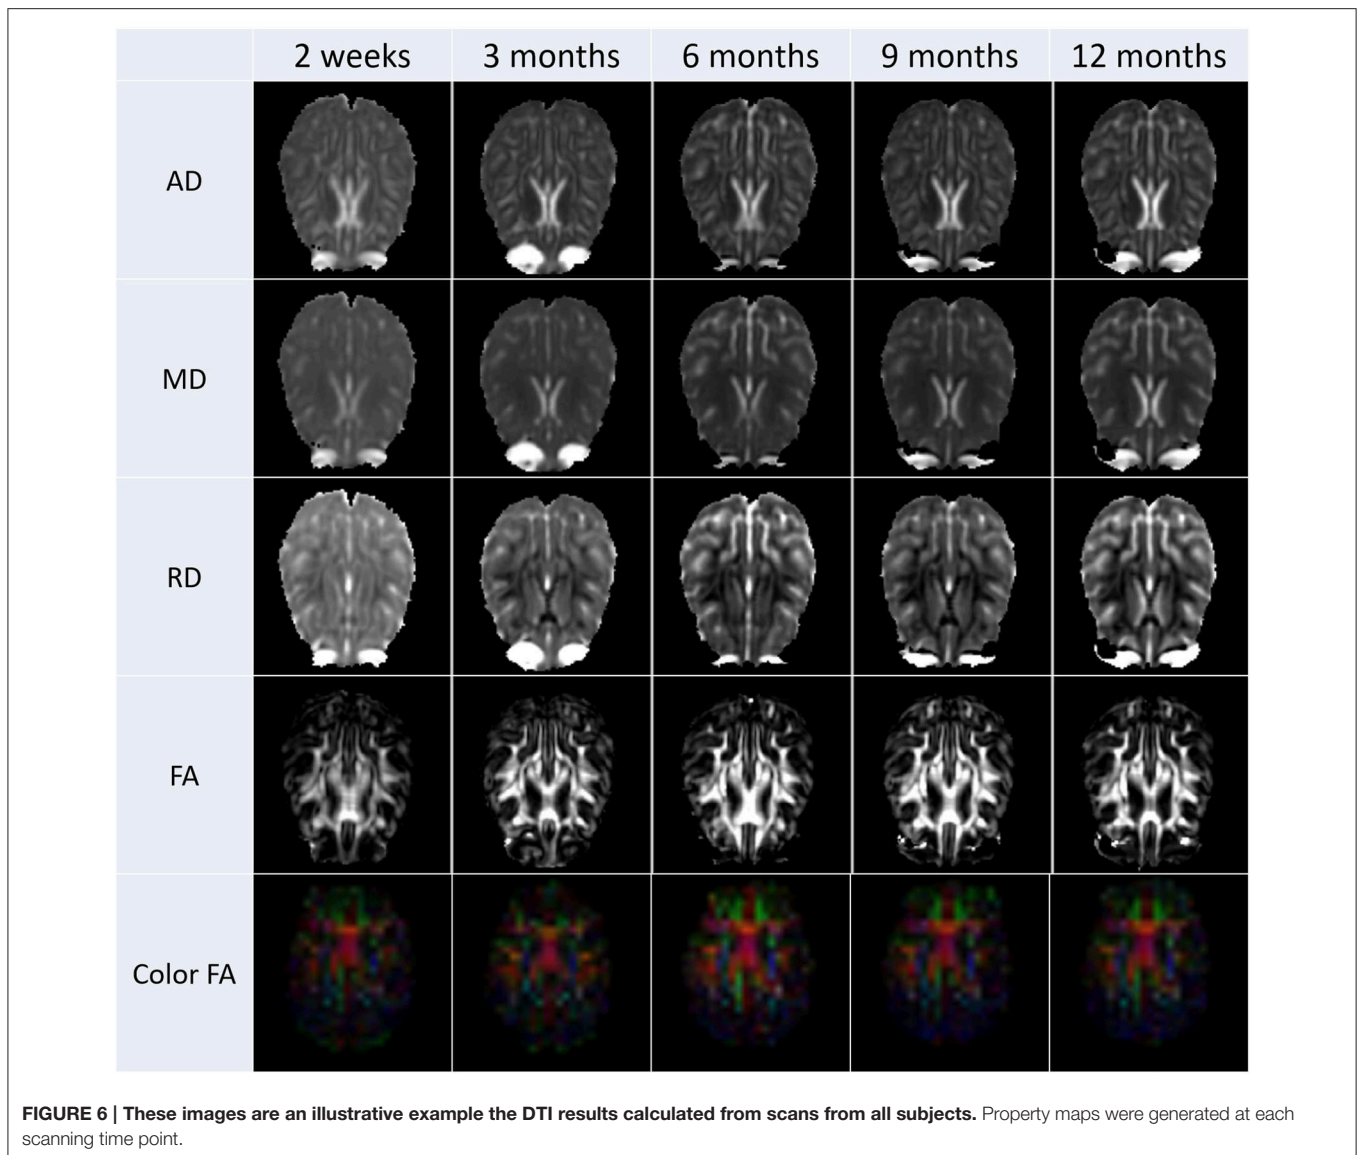 2 weeks 3 months 6 months 9 months 12 months
AD
MD
RD
FA
Color FA
FIGURE 6 | These images are an illustrative example the DTI results calculated from scans from all subjects. Property maps were generated at each
scanning time point.